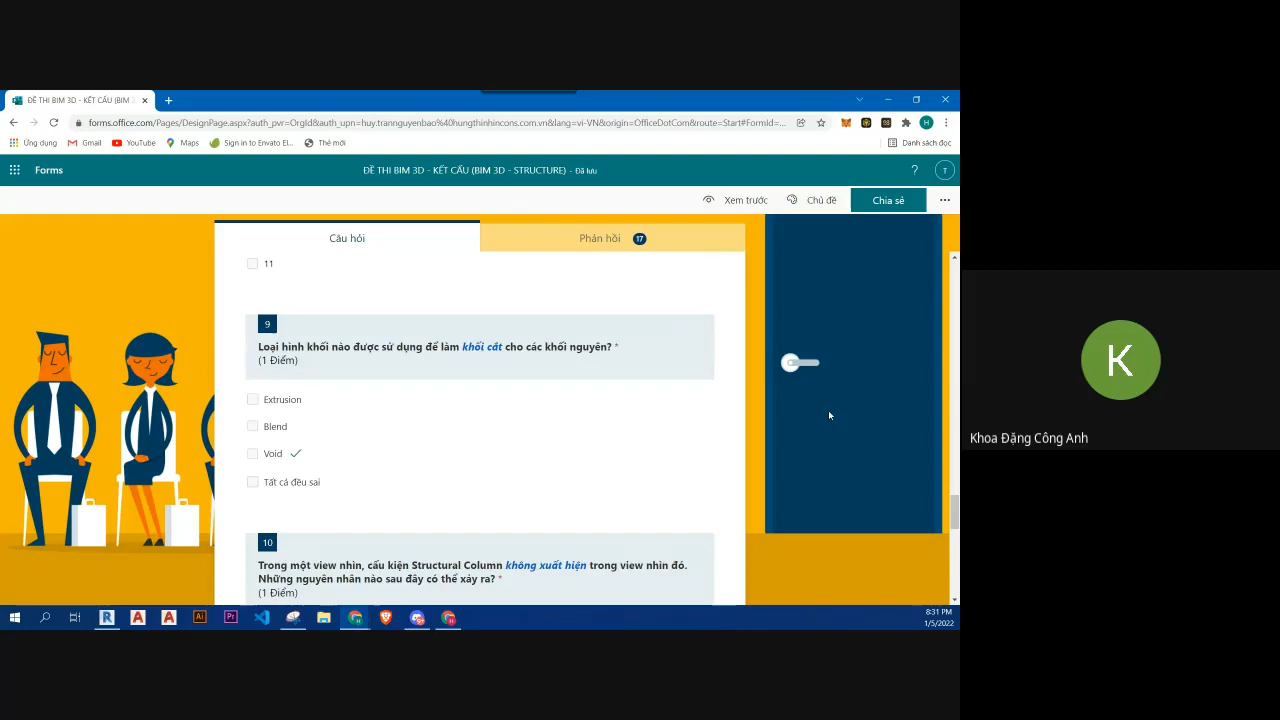 ĐỀ THI BIM 3D - KẾT CẤU (BIM 3
forms.office.com/Pages/DesignPage.aspx?auth_pvr=OrgId&auth_upn=huy.trannguyenbao%40hungthinhincons.com.vn&lang=vi-VN&origin=OfficeDotCom&route=Start#FormId=...
Ứng dụng Gmail YouTube Maps Sign in to Envato El... Thẻ mới Danh sách đọc
Forms ĐỀ THI BIM 3D - KẾT CẤU (BIM 3D - STRUCTURE) - Đã lưu ? T
Xem trước Chủ đề Chia sẻ ...
Câu hỏi Phản hồi 17
11
9
Loại hình khối nào được sử dụng để làm khối cắt cho các khối nguyên? *
(1 Điểm)
Extrusion
Blend
Void
Tất cả đều sai
10
Trong một view nhìn, cấu kiện Structural Column không xuất hiện trong view nhìn đó.
Những nguyên nhân nào sau đây có thể xảy ra? *
(1 Điểm)
8:31 PM
1/5/2022
K
Khoa Đặng Công Anh